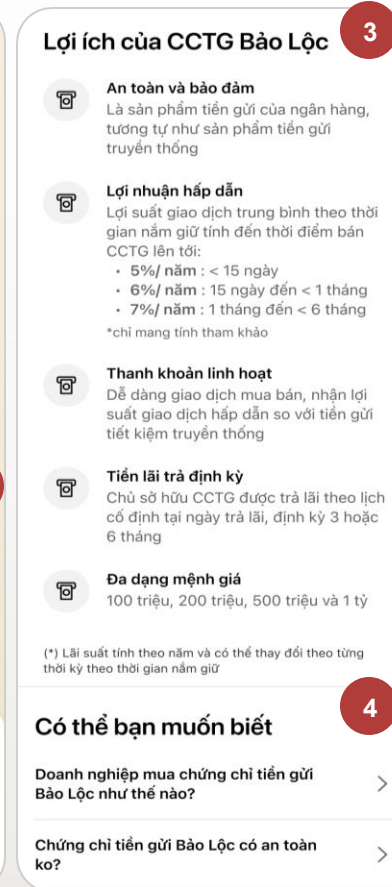 3
Lợi ích của CCTG Bảo Lộc
An toàn và bảo đảm
Là sản phẩm tiền gửi của ngân hàng,
tương tự như sản phẩm tiền gửi
truyền thống
Lợi nhuận hấp dẫn
Lợi suất giao dịch trung bình theo thời
gian nắm giữ tính đến thời điểm bán
CCTG lên tới:
• 5%/ năm : < 15 ngày
• 6%/ năm : 15 ngày đến < 1 tháng
• 7%/ năm : 1 tháng đến < 6 tháng
*chỉ mang tính tham khảo
Thanh khoản linh hoạt
Dễ dàng giao dịch mua bán, nhận lợi
suất giao dịch hấp dẫn so với tiền gửi
tiết kiệm truyền thống
Tiền lãi trả định kỳ
Chủ sở hữu CCTG được trả lãi theo lịch
cố định tại ngày trả lãi, định kỳ 3 hoặc
6 tháng
Đa dạng mệnh giá
100 triệu, 200 triệu, 500 triệu và 1 tỷ
(*) Lãi suất tính theo năm và có thể thay đổi theo từng
thời kỳ theo thời gian nắm giữ
4
Có thể bạn muốn biết
Doanh nghiệp mua chứng chỉ tiền gửi
Bảo Lộc như thế nào?
Chứng chỉ tiền gửi Bảo Lộc có an toàn
ko?